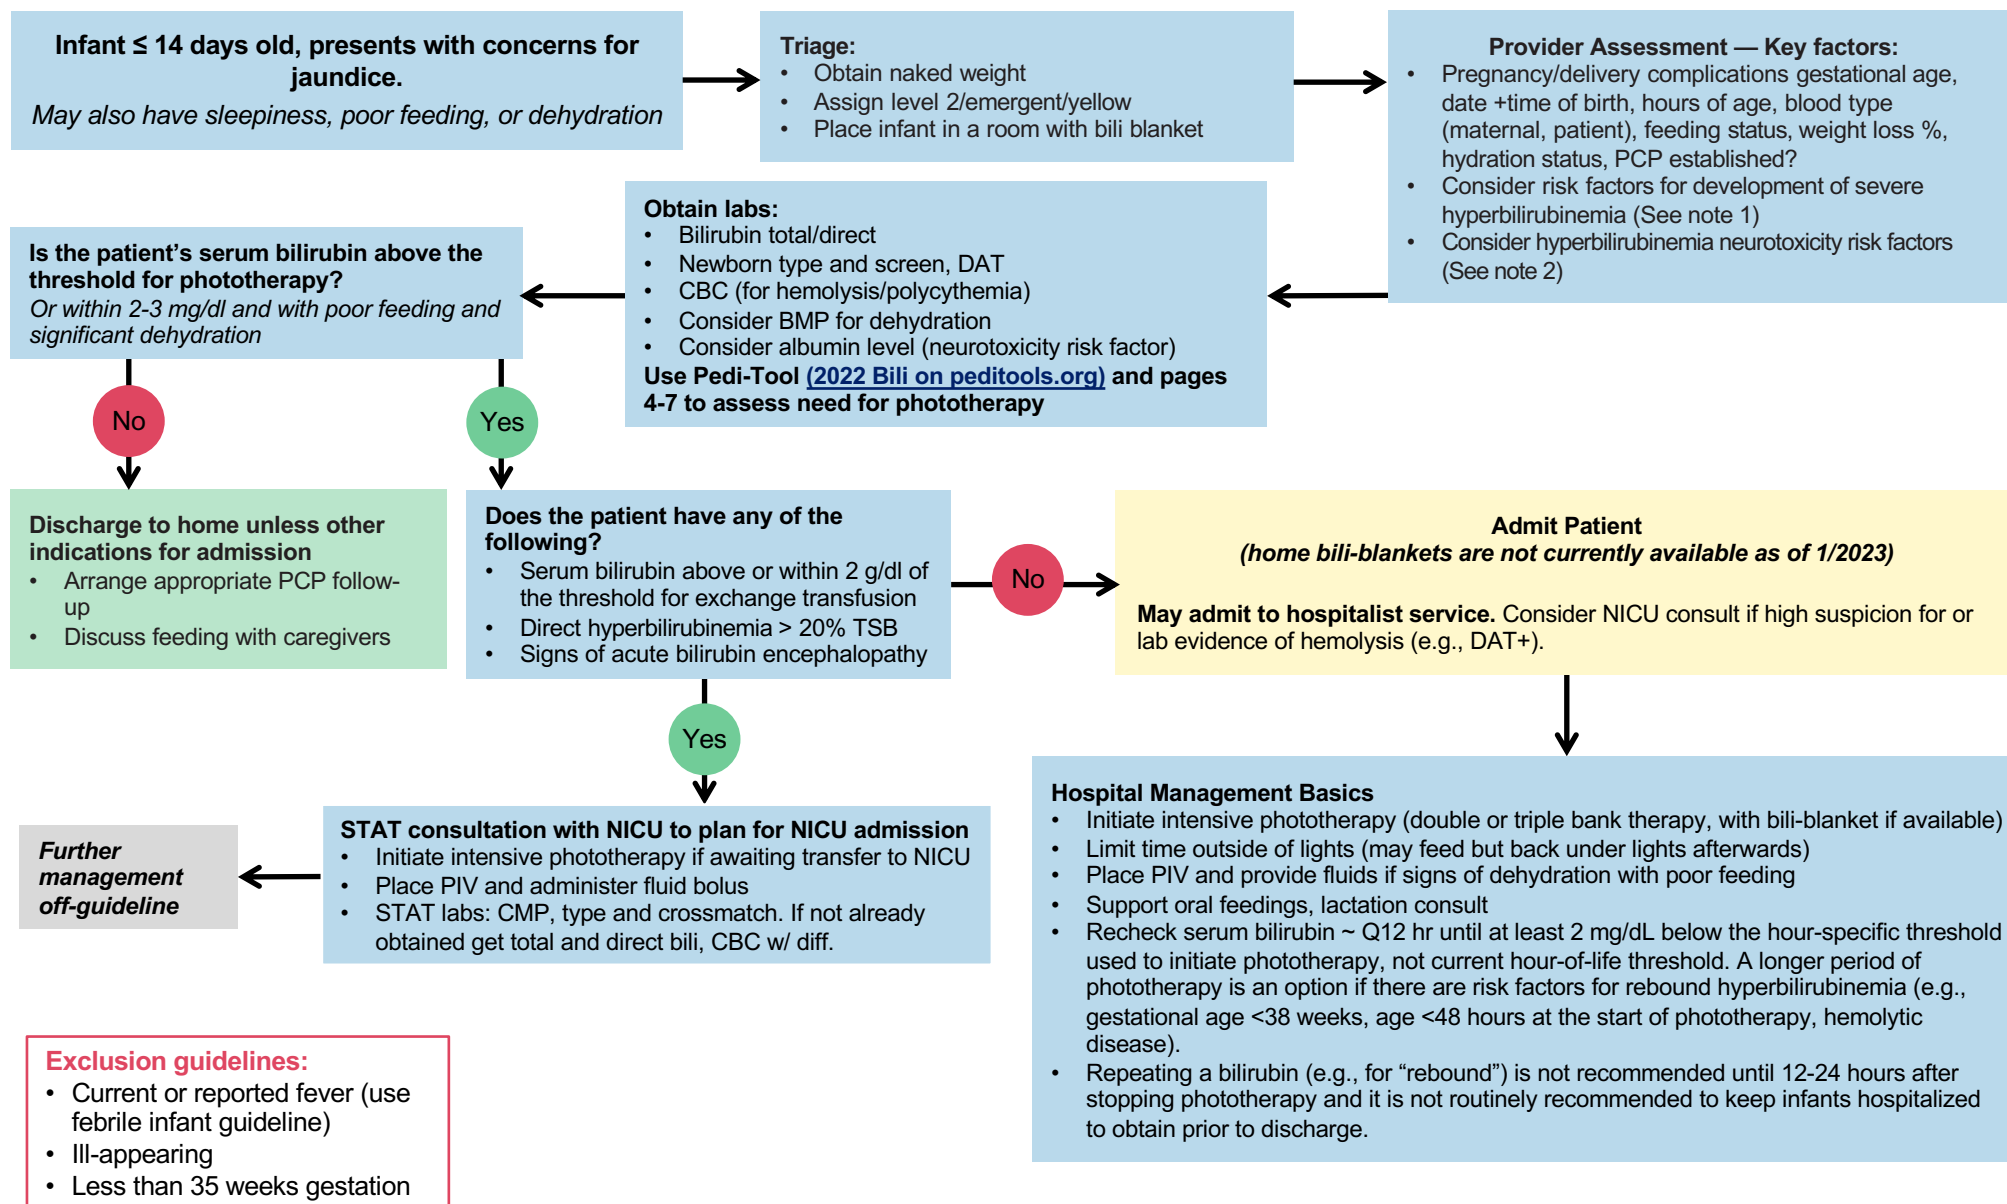 Infant ≤ 14 days old, presents with concerns for
jaundice.
May also have sleepiness, poor feeding, or dehydration
Triage:
• Obtain naked weight
• Assign level 2/emergent/yellow
• Place infant in a room with bili blanket
Provider Assessment — Key factors:
• Pregnancy/delivery complications gestational age,
date +time of birth, hours of age, blood type
(maternal, patient), feeding status, weight loss %,
hydration status, PCP established?
• Consider risk factors for development of severe
hyperbilirubinemia (See note 1)
• Consider hyperbilirubinemia neurotoxicity risk factors
(See note 2)
Obtain labs:
• Bilirubin total/direct
• Newborn type and screen, DAT
• CBC (for hemolysis/polycythemia)
• Consider BMP for dehydration
• Consider albumin level (neurotoxicity risk factor)
Use Pedi-Tool (2022 Bili on peditools.org) and pages
4-7 to assess need for phototherapy
Is the patient's serum bilirubin above the
threshold for phototherapy?
Or within 2-3 mg/dl and with poor feeding and
significant dehydration
No
Yes
Discharge to home unless other
indications for admission
• Arrange appropriate PCP follow-
up
• Discuss feeding with caregivers
Does the patient have any of the
following?
• Serum bilirubin above or within 2 g/dl of
the threshold for exchange transfusion
• Direct hyperbilirubinemia > 20% TSB
• Signs of acute bilirubin encephalopathy
No
Admit Patient
(home bili-blankets are not currently available as of 1/2023)
May admit to hospitalist service. Consider NICU consult if high suspicion for or
lab evidence of hemolysis (e.g., DAT+).
Yes
STAT consultation with NICU to plan for NICU admission
• Initiate intensive phototherapy if awaiting transfer to NICU
• Place PIV and administer fluid bolus
• STAT labs: CMP, type and crossmatch. If not already
obtained get total and direct bili, CBC w/ diff.
Further
management
off-guideline
Hospital Management Basics
• Initiate intensive phototherapy (double or triple bank therapy, with bili-blanket if available)
• Limit time outside of lights (may feed but back under lights afterwards)
• Place PIV and provide fluids if signs of dehydration with poor feeding
• Support oral feedings, lactation consult
• Recheck serum bilirubin ~ Q12 hr until at least 2 mg/dL below the hour-specific threshold
used to initiate phototherapy, not current hour-of-life threshold. A longer period of
phototherapy is an option if there are risk factors for rebound hyperbilirubinemia (e.g.,
gestational age <38 weeks, age <48 hours at the start of phototherapy, hemolytic
disease).
• Repeating a bilirubin (e.g., for “rebound”) is not recommended until 12-24 hours after
stopping phototherapy and it is not routinely recommended to keep infants hospitalized
to obtain prior to discharge.
Exclusion guidelines:
• Current or reported fever (use
febrile infant guideline)
• Ill-appearing
• Less than 35 weeks gestation